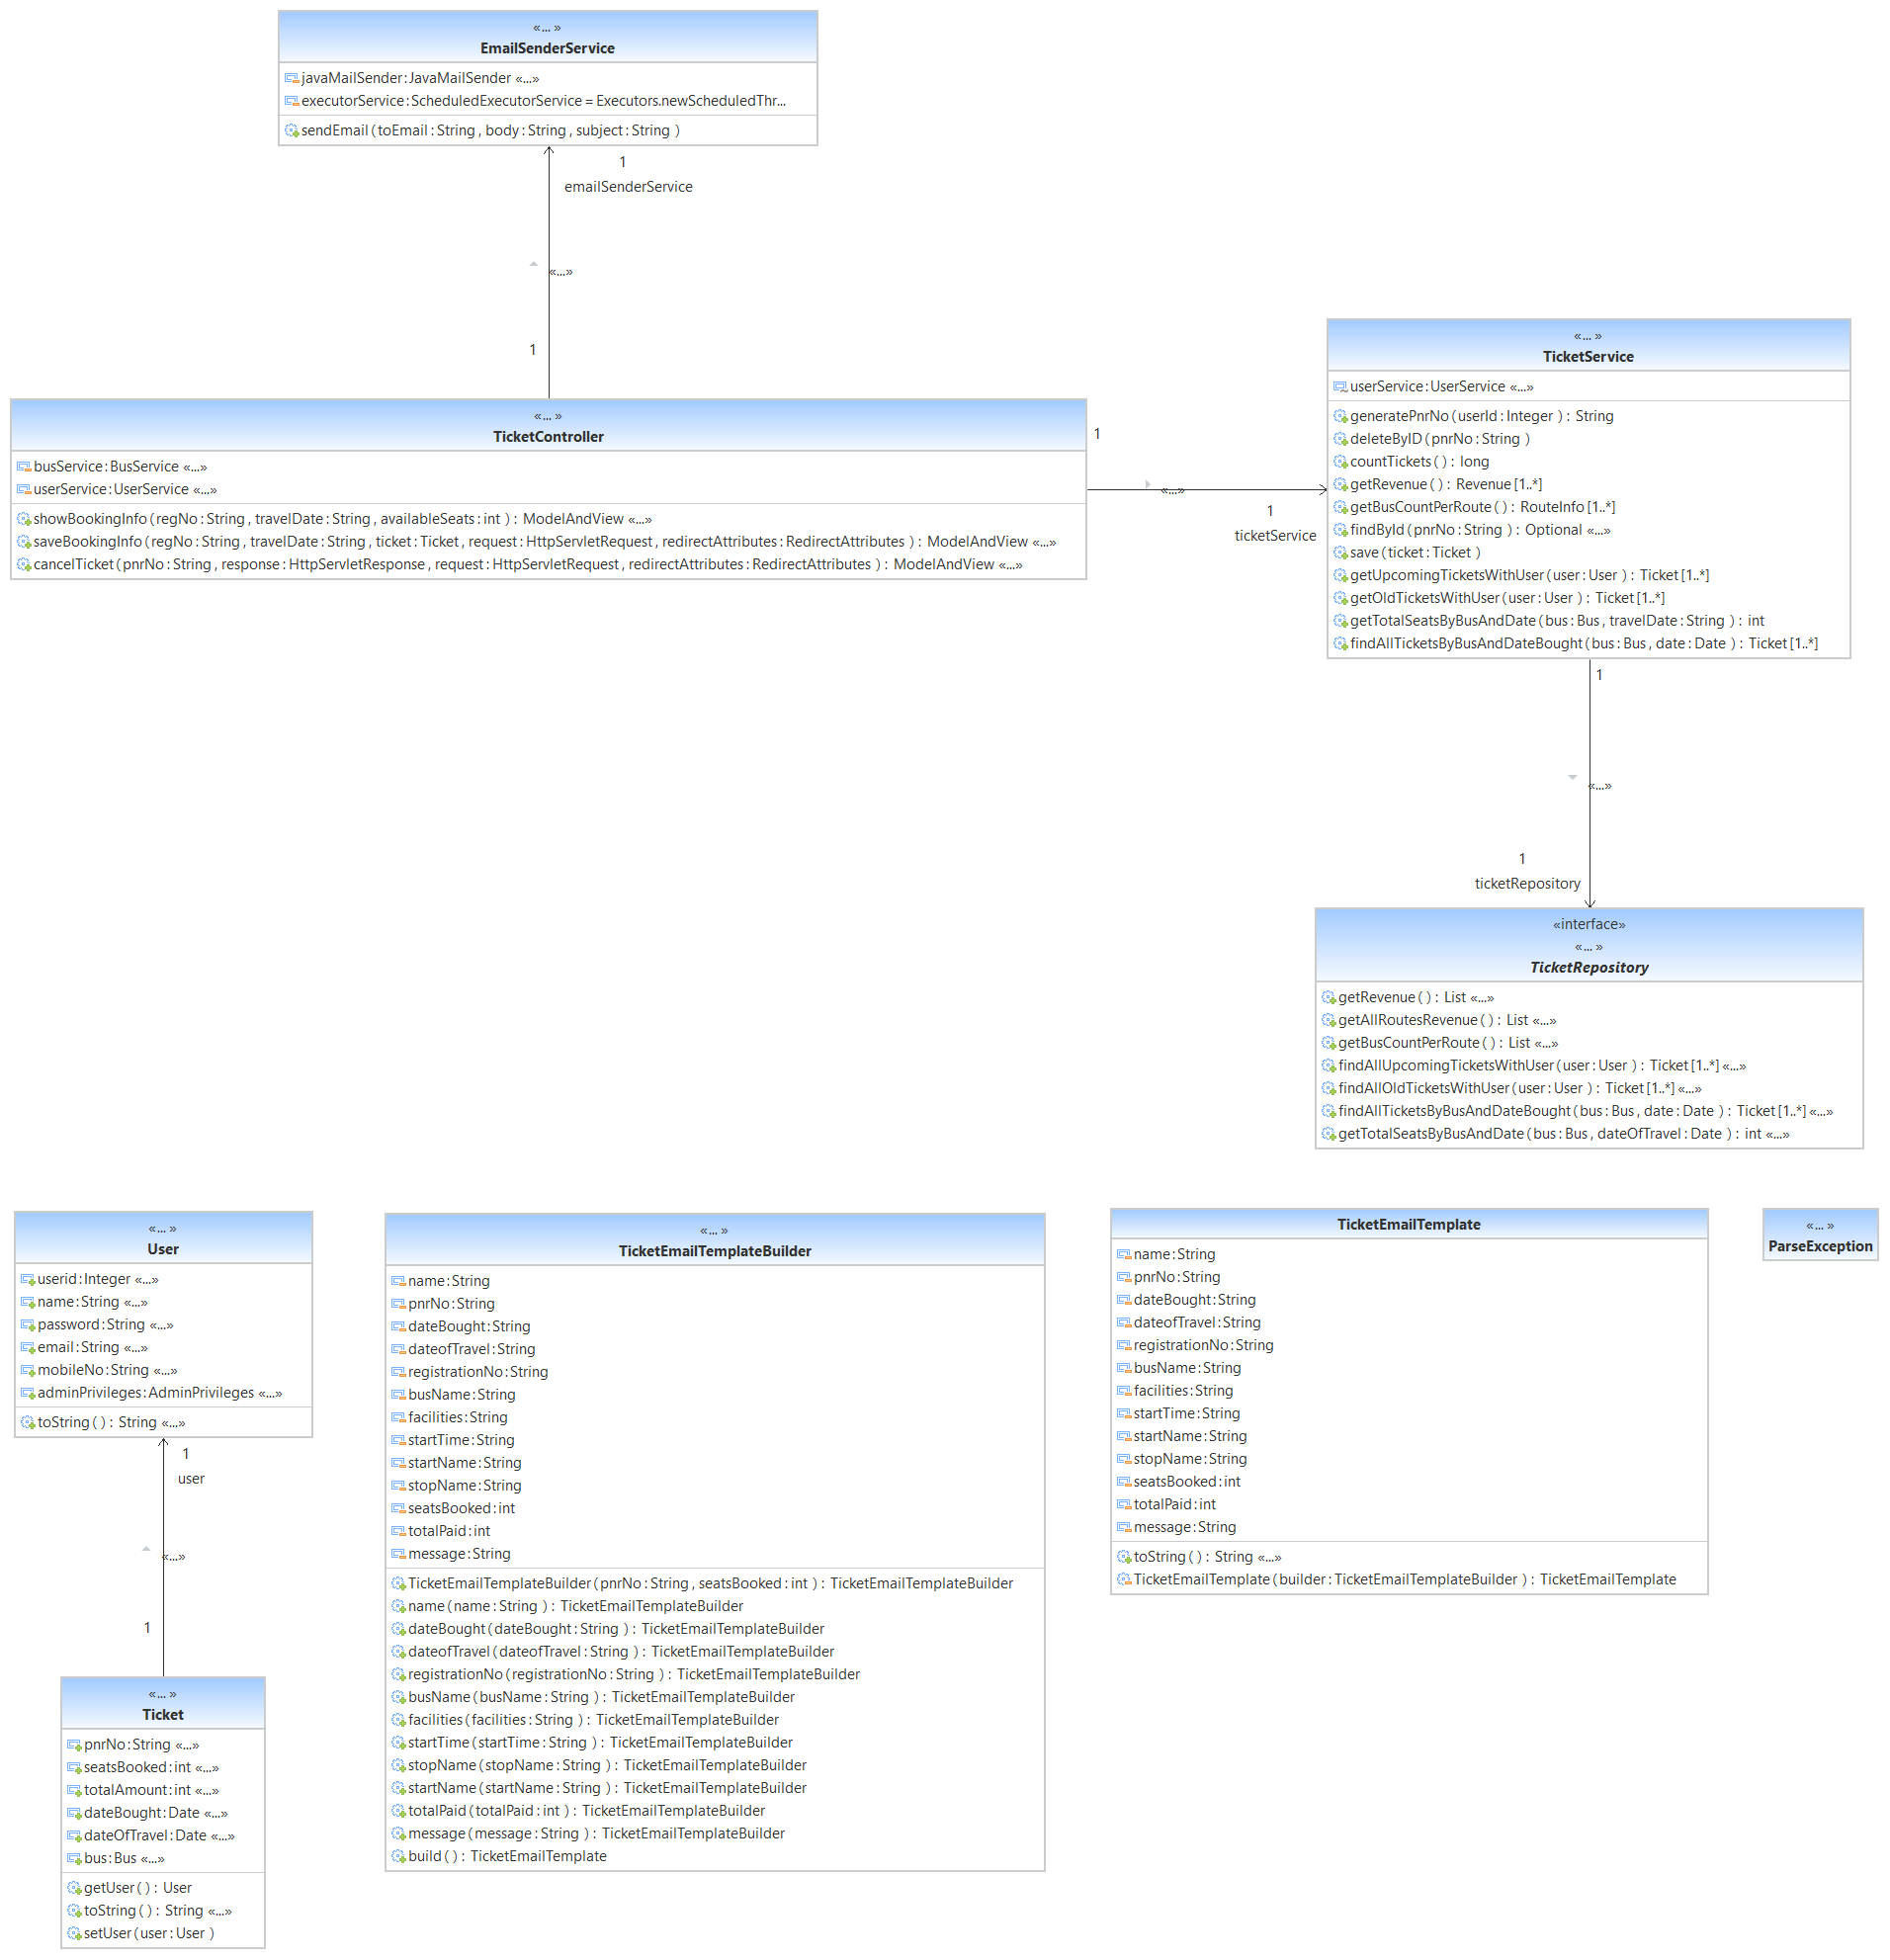 «... »
EmailSenderService
javaMailSender:JavaMailSender «...»
executorService:ScheduledExecutorService = Executors.newScheduledThr...
sendEmail(toEmail:String, body:String, subject:String )
1
emailSenderService
«...»
1
«... »
TicketController
busService:BusService «...»
userService:UserService «...»
showBookingInfo(regNo:String, travelDate:String, availableSeats:int ): ModelAndView «...»
saveBookingInfo(regNo:String, travelDate:String, ticket:Ticket, request:HttpServletRequest, redirectAttributes:RedirectAttributes ): ModelAndView «...»
cancelTicket(pnrNo:String, response:HttpServletResponse, request:HttpServletRequest, redirectAttributes:RedirectAttributes ): ModelAndView «...»
1
«...»
1
ticketService
«... »
TicketService
userService:UserService «...»
generatePnrNo(userId:Integer ): String
deleteByID(pnrNo:String )
countTickets(): long
getRevenue(): Revenue[1..*]
getBusCountPerRoute(): RouteInfo[1..*]
findById(pnrNo:String ): Optional «...»
save(ticket:Ticket )
getUpcomingTicketsWithUser(user:User ): Ticket[1..*]
getOldTicketsWithUser(user:User ): Ticket[1..*]
getTotalSeatsByBusAndDate(bus:Bus, travelDate:String ): int
findAllTicketsByBusAndDateBought(bus:Bus, date:Date ): Ticket[1..*]
1
«...»
1
ticketRepository
«interface»
«... »
TicketRepository
getRevenue(): List «...»
getAllRoutesRevenue(): List «...»
getBusCountPerRoute(): List «...»
findAllUpcomingTicketsWithUser(user:User ): Ticket[1..*] «...»
findAllOldTicketsWithUser(user:User ): Ticket[1..*] «...»
findAllTicketsByBusAndDateBought(bus:Bus, date:Date ): Ticket[1..*] «...»
getTotalSeatsByBusAndDate(bus:Bus, dateOfTravel:Date ): int «...»
«... »
User
userid:Integer «...»
name:String «...»
password:String «...»
email:String «...»
mobileNo:String «...»
adminPrivileges:AdminPrivileges «...»
toString(): String «...»
1
user
«...»
1
«... »
Ticket
pnrNo:String «...»
seatsBooked:int «...»
totalAmount:int «...»
dateBought:Date «...»
dateOfTravel:Date «...»
bus:Bus «...»
getUser(): User
toString(): String «...»
setUser(user:User )
«... »
TicketEmailTemplateBuilder
name:String
pnrNo:String
dateBought:String
dateofTravel:String
registrationNo:String
busName:String
facilities:String
startTime:String
startName:String
stopName:String
seatsBooked:int
totalPaid:int
message:String
TicketEmailTemplateBuilder(pnrNo:String, seatsBooked:int ): TicketEmailTemplateBuilder
name(name:String ): TicketEmailTemplateBuilder
dateBought(dateBought:String ): TicketEmailTemplateBuilder
dateofTravel(dateofTravel:String ): TicketEmailTemplateBuilder
registrationNo(registrationNo:String ): TicketEmailTemplateBuilder
busName(busName:String ): TicketEmailTemplateBuilder
facilities(facilities:String ): TicketEmailTemplateBuilder
startTime(startTime:String ): TicketEmailTemplateBuilder
stopName(stopName:String ): TicketEmailTemplateBuilder
startName(startName:String ): TicketEmailTemplateBuilder
totalPaid(totalPaid:int ): TicketEmailTemplateBuilder
message(message:String ): TicketEmailTemplateBuilder
build(): TicketEmailTemplate
TicketEmailTemplate
name:String
pnrNo:String
dateBought:String
dateofTravel:String
registrationNo:String
busName:String
facilities:String
startTime:String
startName:String
stopName:String
seatsBooked:int
totalPaid:int
message:String
toString(): String «...»
TicketEmailTemplate(builder:TicketEmailTemplateBuilder ): TicketEmailTemplate
«... »
ParseException